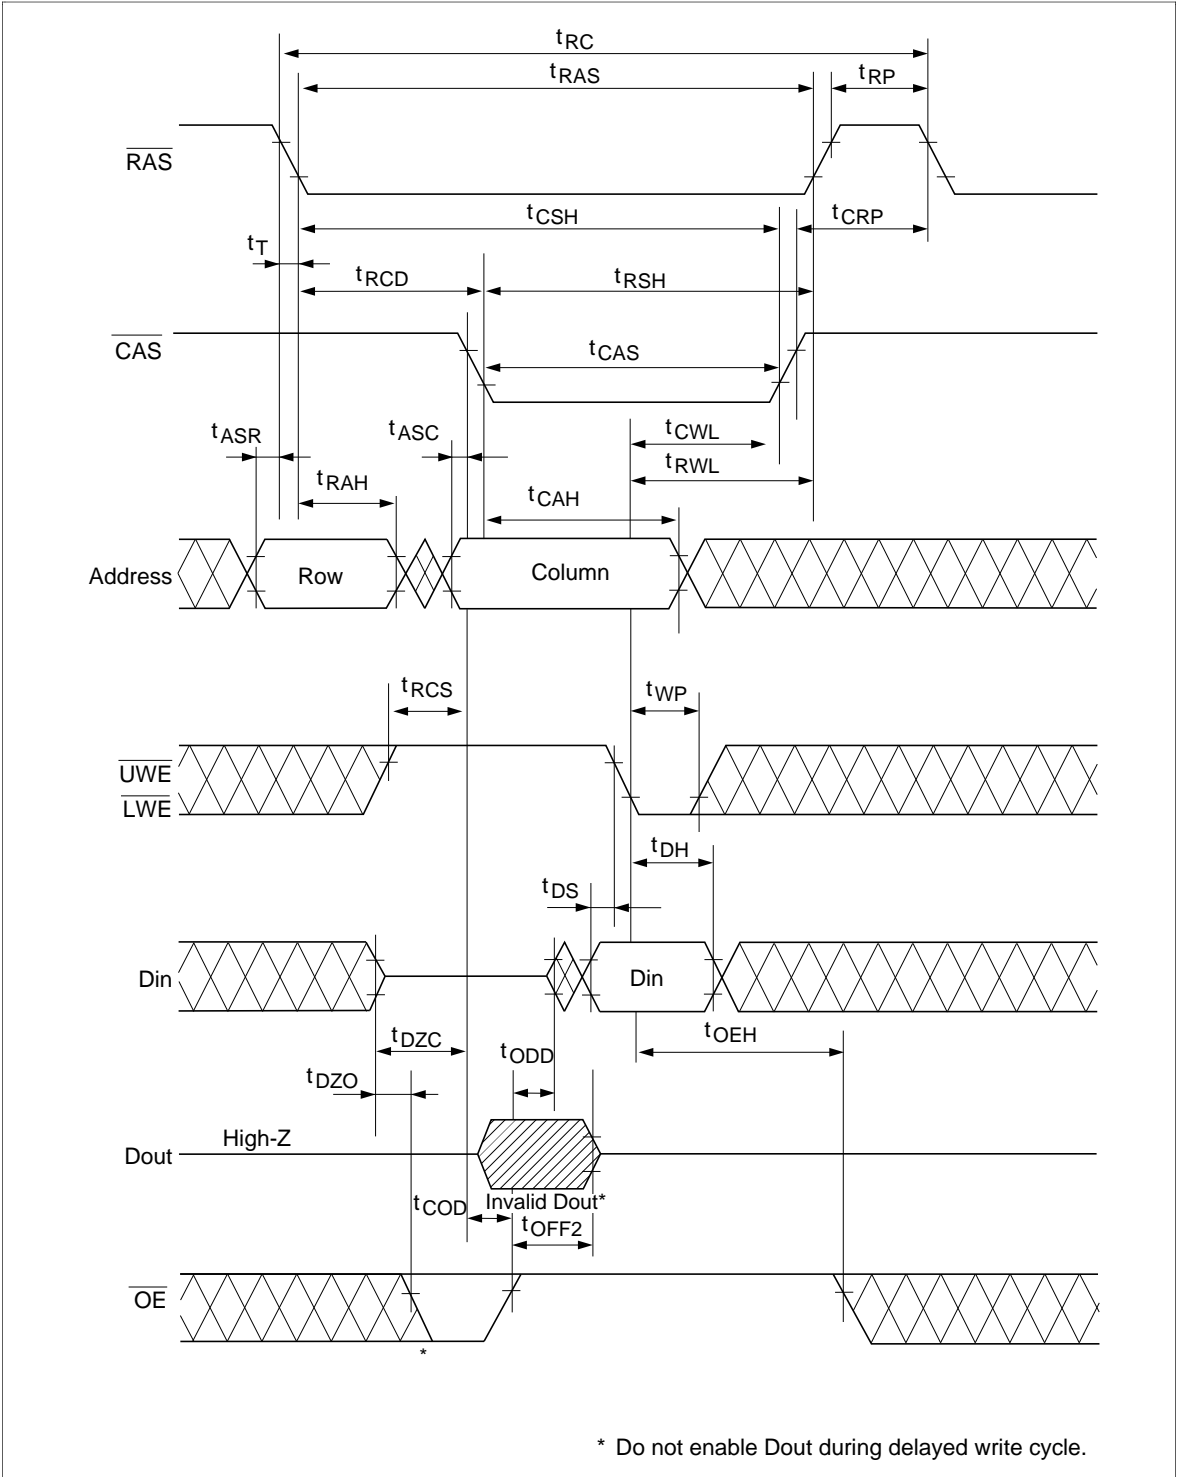 tRC
tRAS
tRP
RAS
tCSH
tCRP
tT
tRCD
tRSH
CAS
tCAS
tASR
tASC
tCWL
tRWL
tRAH
tCAH
Address
Row
Column
tRCS
tWP
UWE
LWE
tDH
tDS
Din
Din
tDZC
tODD
tOEH
tDZO
High-Z
Dout
Invalid Dout*
tCOD
tOFF2
OE
*
* Do not enable Dout during delayed write cycle.